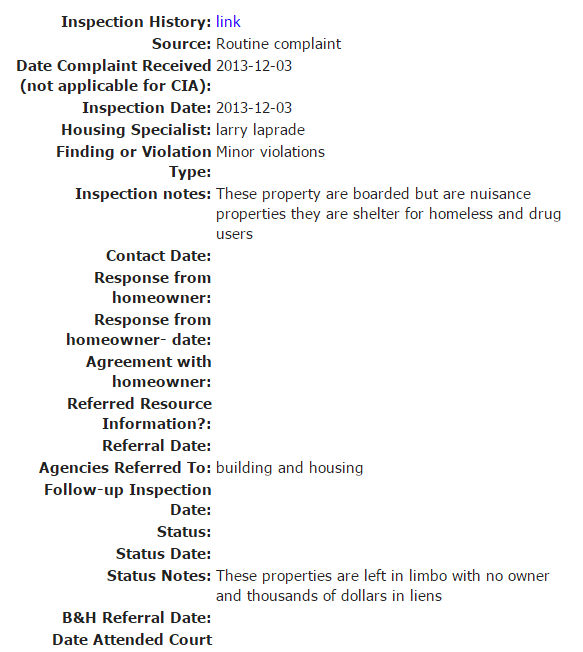 Inspection History: link
Source: Routine complaint
Date Complaint Received 2013-12-03
(not applicable for CIA):
Inspection Date: 2013-12-03
Housing Specialist: larry laprade
Finding or Violation Minor violations
Type:
Inspection notes: These property are boarded but are nuisance
properties they are shelter for homeless and drug
users
Contact Date:
Response from
homeowner:
Response from
homeowner- date:
Agreement with
homeowner:
Referred Resource
Information?:
Referral Date:
Agencies Referred To: building and housing
Follow-up Inspection
Date:
Status:
Status Date:
Status Notes: These properties are left in limbo with no owner
and thousands of dollars in liens
B&H Referral Date:
Date Attended Court